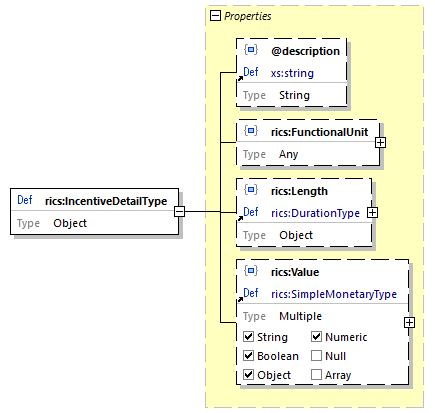 Properties
@description
Def xs:string
Type String
rics:FunctionalUnit
Type Any
rics:Length
Def rics:DurationType
Type Object
Def rics:IncentiveDetailType
Type Object
rics:Value
Def rics:SimpleMonetaryType
Type Multiple
String Numeric
Boolean Null
Object Array